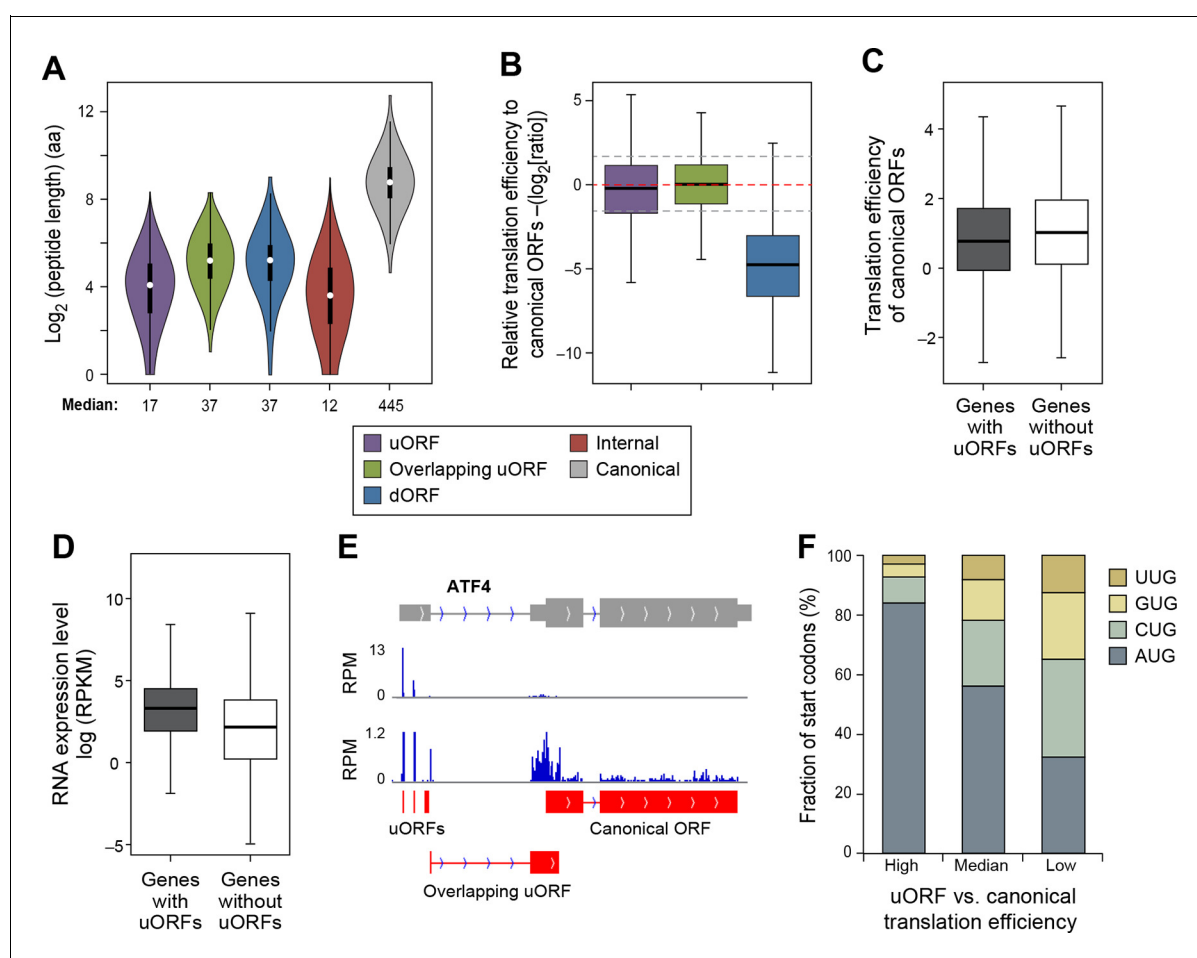 A
Log2 (peptide length) (aa)
12
8
4
0
Median: 17 37 37 12 445
B
Relative translation efficiency to
canonical ORFs –(log2[ratio])
5
0
–5
–10
C
Translation efficiency
of canonical ORFs
4
2
0
–2
Genes
with
uORFs
Genes
without
uORFs
uORF
Overlapping uORF
dORF
Internal
Canonical
D
RNA expression level
log (RPKM)
10
5
0
–5
Genes
with
uORFs
Genes
without
uORFs
E
ATF4
RPM
13
0
RPM
1.2
0
uORFs
Canonical ORF
Overlapping uORF
F
Fraction of start codons (%)
100
80
60
40
20
0
High Median Low
uORF vs. canonical
translation efficiency
UUG
GUG
CUG
AUG